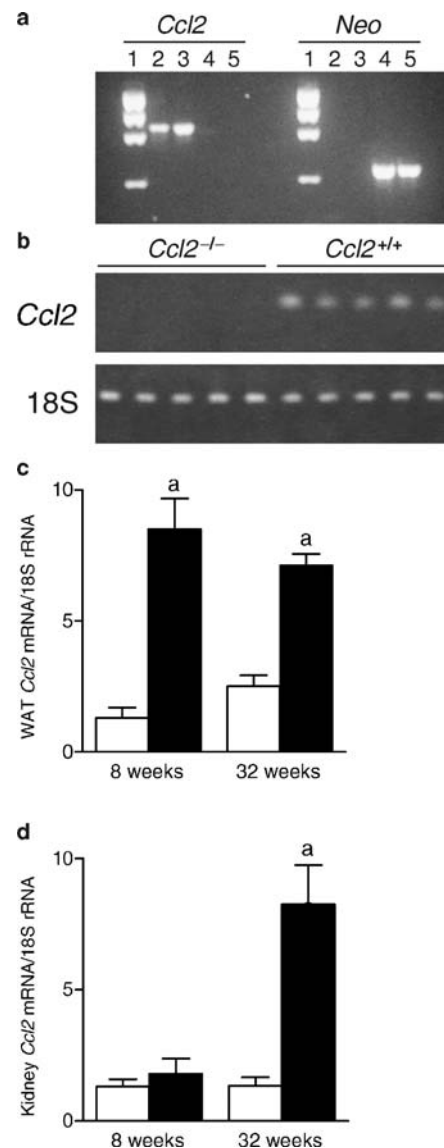 a
Ccl2 Neo
1 2 3 4 5 1 2 3 4 5
b
Ccl2–/– Ccl2+/+
Ccl2
18S
c
WAT Ccl2 mRNA/18S rRNA
10
5
0
a
a
8 weeks 32 weeks
d
Kidney Ccl2 mRNA/18S rRNA
10
5
0
a
8 weeks 32 weeks